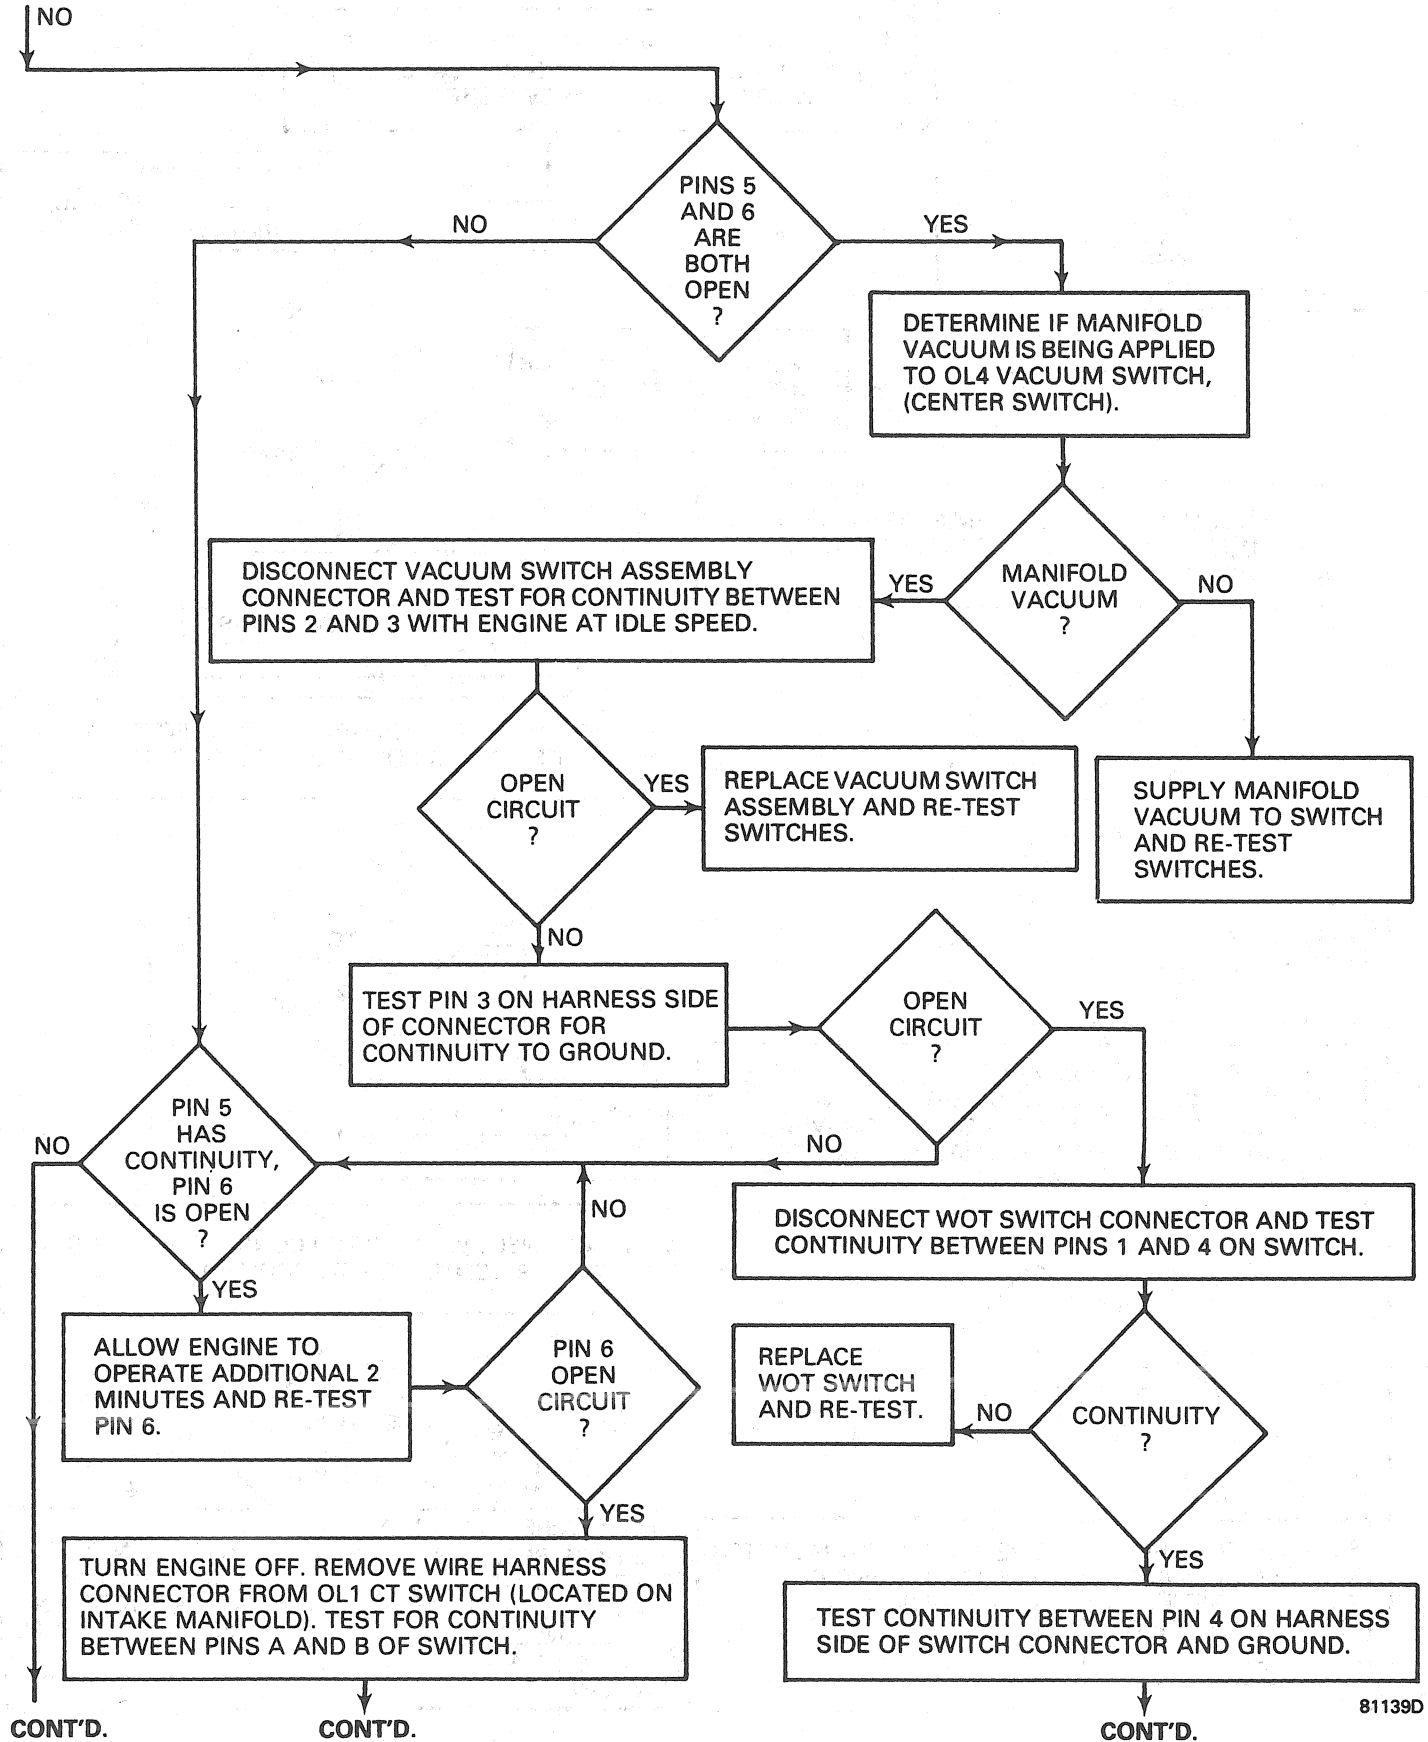 NO
PINS 5
AND 6
ARE
BOTH
OPEN
?
NO
YES
DETERMINE IF MANIFOLD
VACUUM IS BEING APPLIED
TO OL4 VACUUM SWITCH,
(CENTER SWITCH).
MANIFOLD
VACUUM
?
YES
NO
DISCONNECT VACUUM SWITCH ASSEMBLY
CONNECTOR AND TEST FOR CONTINUITY BETWEEN
PINS 2 AND 3 WITH ENGINE AT IDLE SPEED.
OPEN
CIRCUIT
?
YES
REPLACE VACUUM SWITCH
ASSEMBLY AND RE-TEST
SWITCHES.
SUPPLY MANIFOLD
VACUUM TO SWITCH
AND RE-TEST
SWITCHES.
NO
TEST PIN 3 ON HARNESS SIDE
OF CONNECTOR FOR
CONTINUITY TO GROUND.
OPEN
CIRCUIT
?
YES
NO
PIN 5
HAS
CONTINUITY,
PIN 6
IS OPEN
?
NO
YES
NO
DISCONNECT WOT SWITCH CONNECTOR AND TEST
CONTINUITY BETWEEN PINS 1 AND 4 ON SWITCH.
ALLOW ENGINE TO
OPERATE ADDITIONAL 2
MINUTES AND RE-TEST
PIN 6.
PIN 6
OPEN
CIRCUIT
?
REPLACE
WOT SWITCH
AND RE-TEST.
NO
CONTINUITY
?
YES
YES
TURN ENGINE OFF. REMOVE WIRE HARNESS
CONNECTOR FROM OL1 CT SWITCH (LOCATED ON
INTAKE MANIFOLD). TEST FOR CONTINUITY
BETWEEN PINS A AND B OF SWITCH.
TEST CONTINUITY BETWEEN PIN 4 ON HARNESS
SIDE OF SWITCH CONNECTOR AND GROUND.
81139D
CONT'D.
CONT'D.
CONT'D.